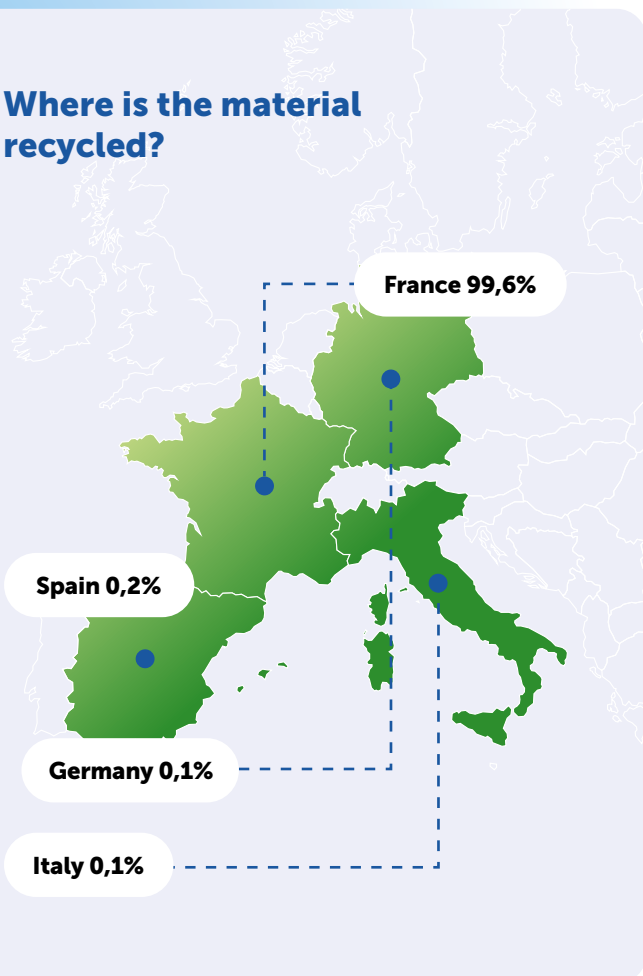 Where is the material
recycled?
France 99,6%
Spain 0,2%
Germany 0,1%
Italy 0,1%